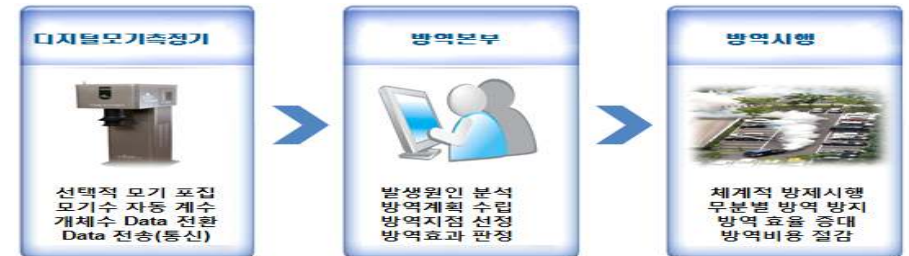 디지털모기측정기
선택적 모기 포집
모기수 자동 계수
개체수 Data 전환
Data 전송(통신)
방역본부
발생원인 분석
방역계획 수립
방역지점 선정
방역효과 판정
방역시행
체계적 방제시행
무분별 방역 방지
방역 효율 증대
방역비용 절감